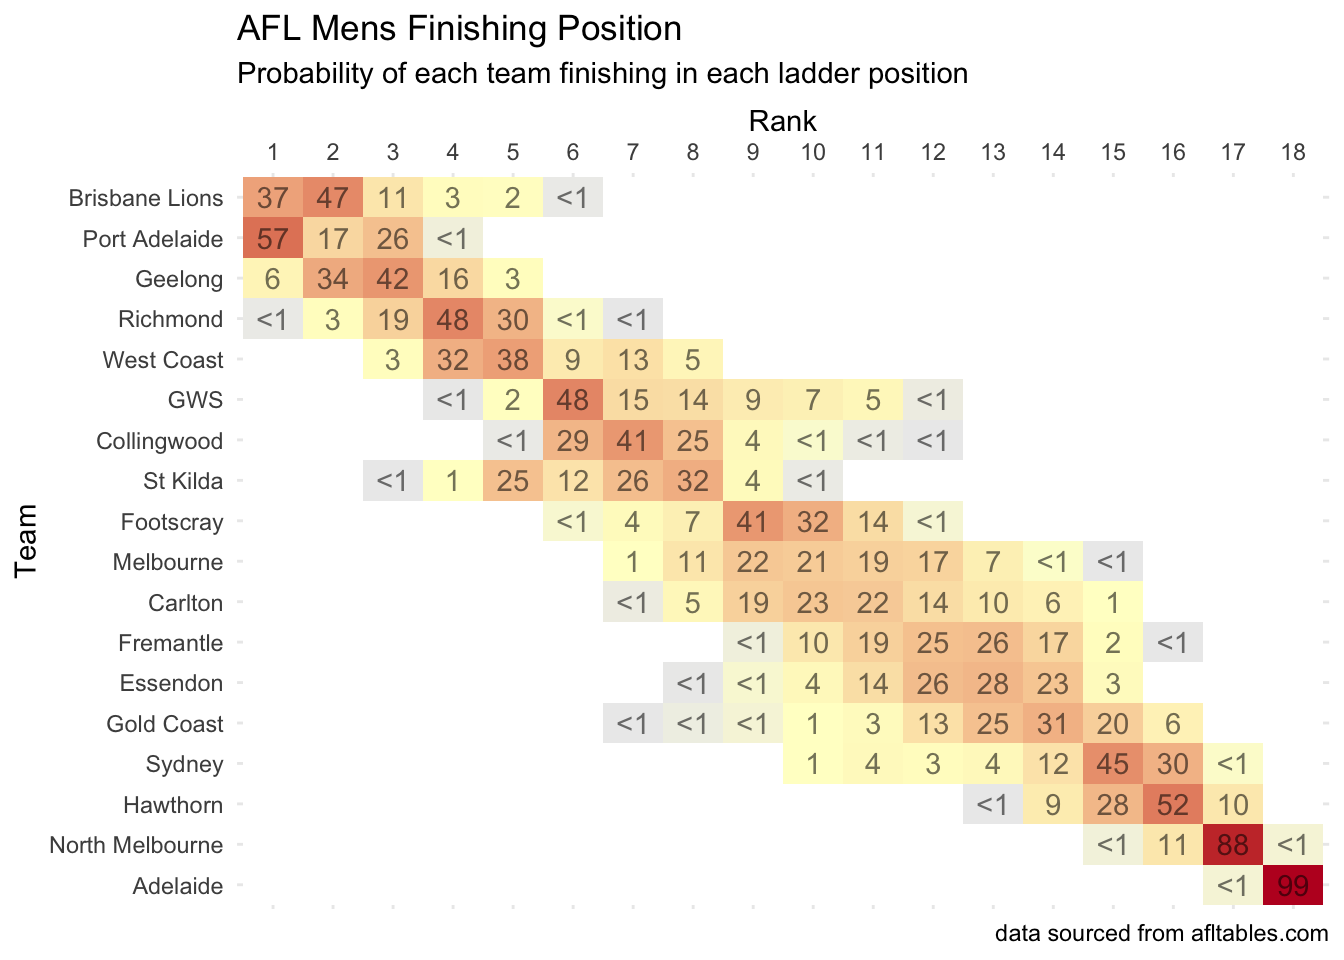 AFL Mens Finishing Position
Probability of each team finishing in each ladder position
Rank
1 2 3 4 5 6 7 8 9 10 11 12 13 14 15 16 17 18
Team
Brisbane Lions 37 47 11 3 2 <1
Port Adelaide 57 17 26 <1
Geelong 6 34 42 16 3
Richmond <1 3 19 48 30 <1 <1
West Coast 3 32 38 9 13 5
GWS <1 2 48 15 14 9 7 5 <1
Collingwood <1 29 41 25 4 <1 <1 <1
St Kilda <1 1 25 12 26 32 4 <1
Footscray <1 4 7 41 32 14 <1
Melbourne 1 11 22 21 19 17 7 <1 <1
Carlton <1 5 19 23 22 14 10 6 1
Fremantle <1 10 19 25 26 17 2 <1
Essendon <1 <1 4 14 26 28 23 3
Gold Coast <1 <1 <1 1 3 13 25 31 20 6
Sydney 1 4 3 4 12 45 30 <1
Hawthorn <1 9 28 52 10
North Melbourne <1 11 88 <1
Adelaide <1 99
data sourced from afltables.com